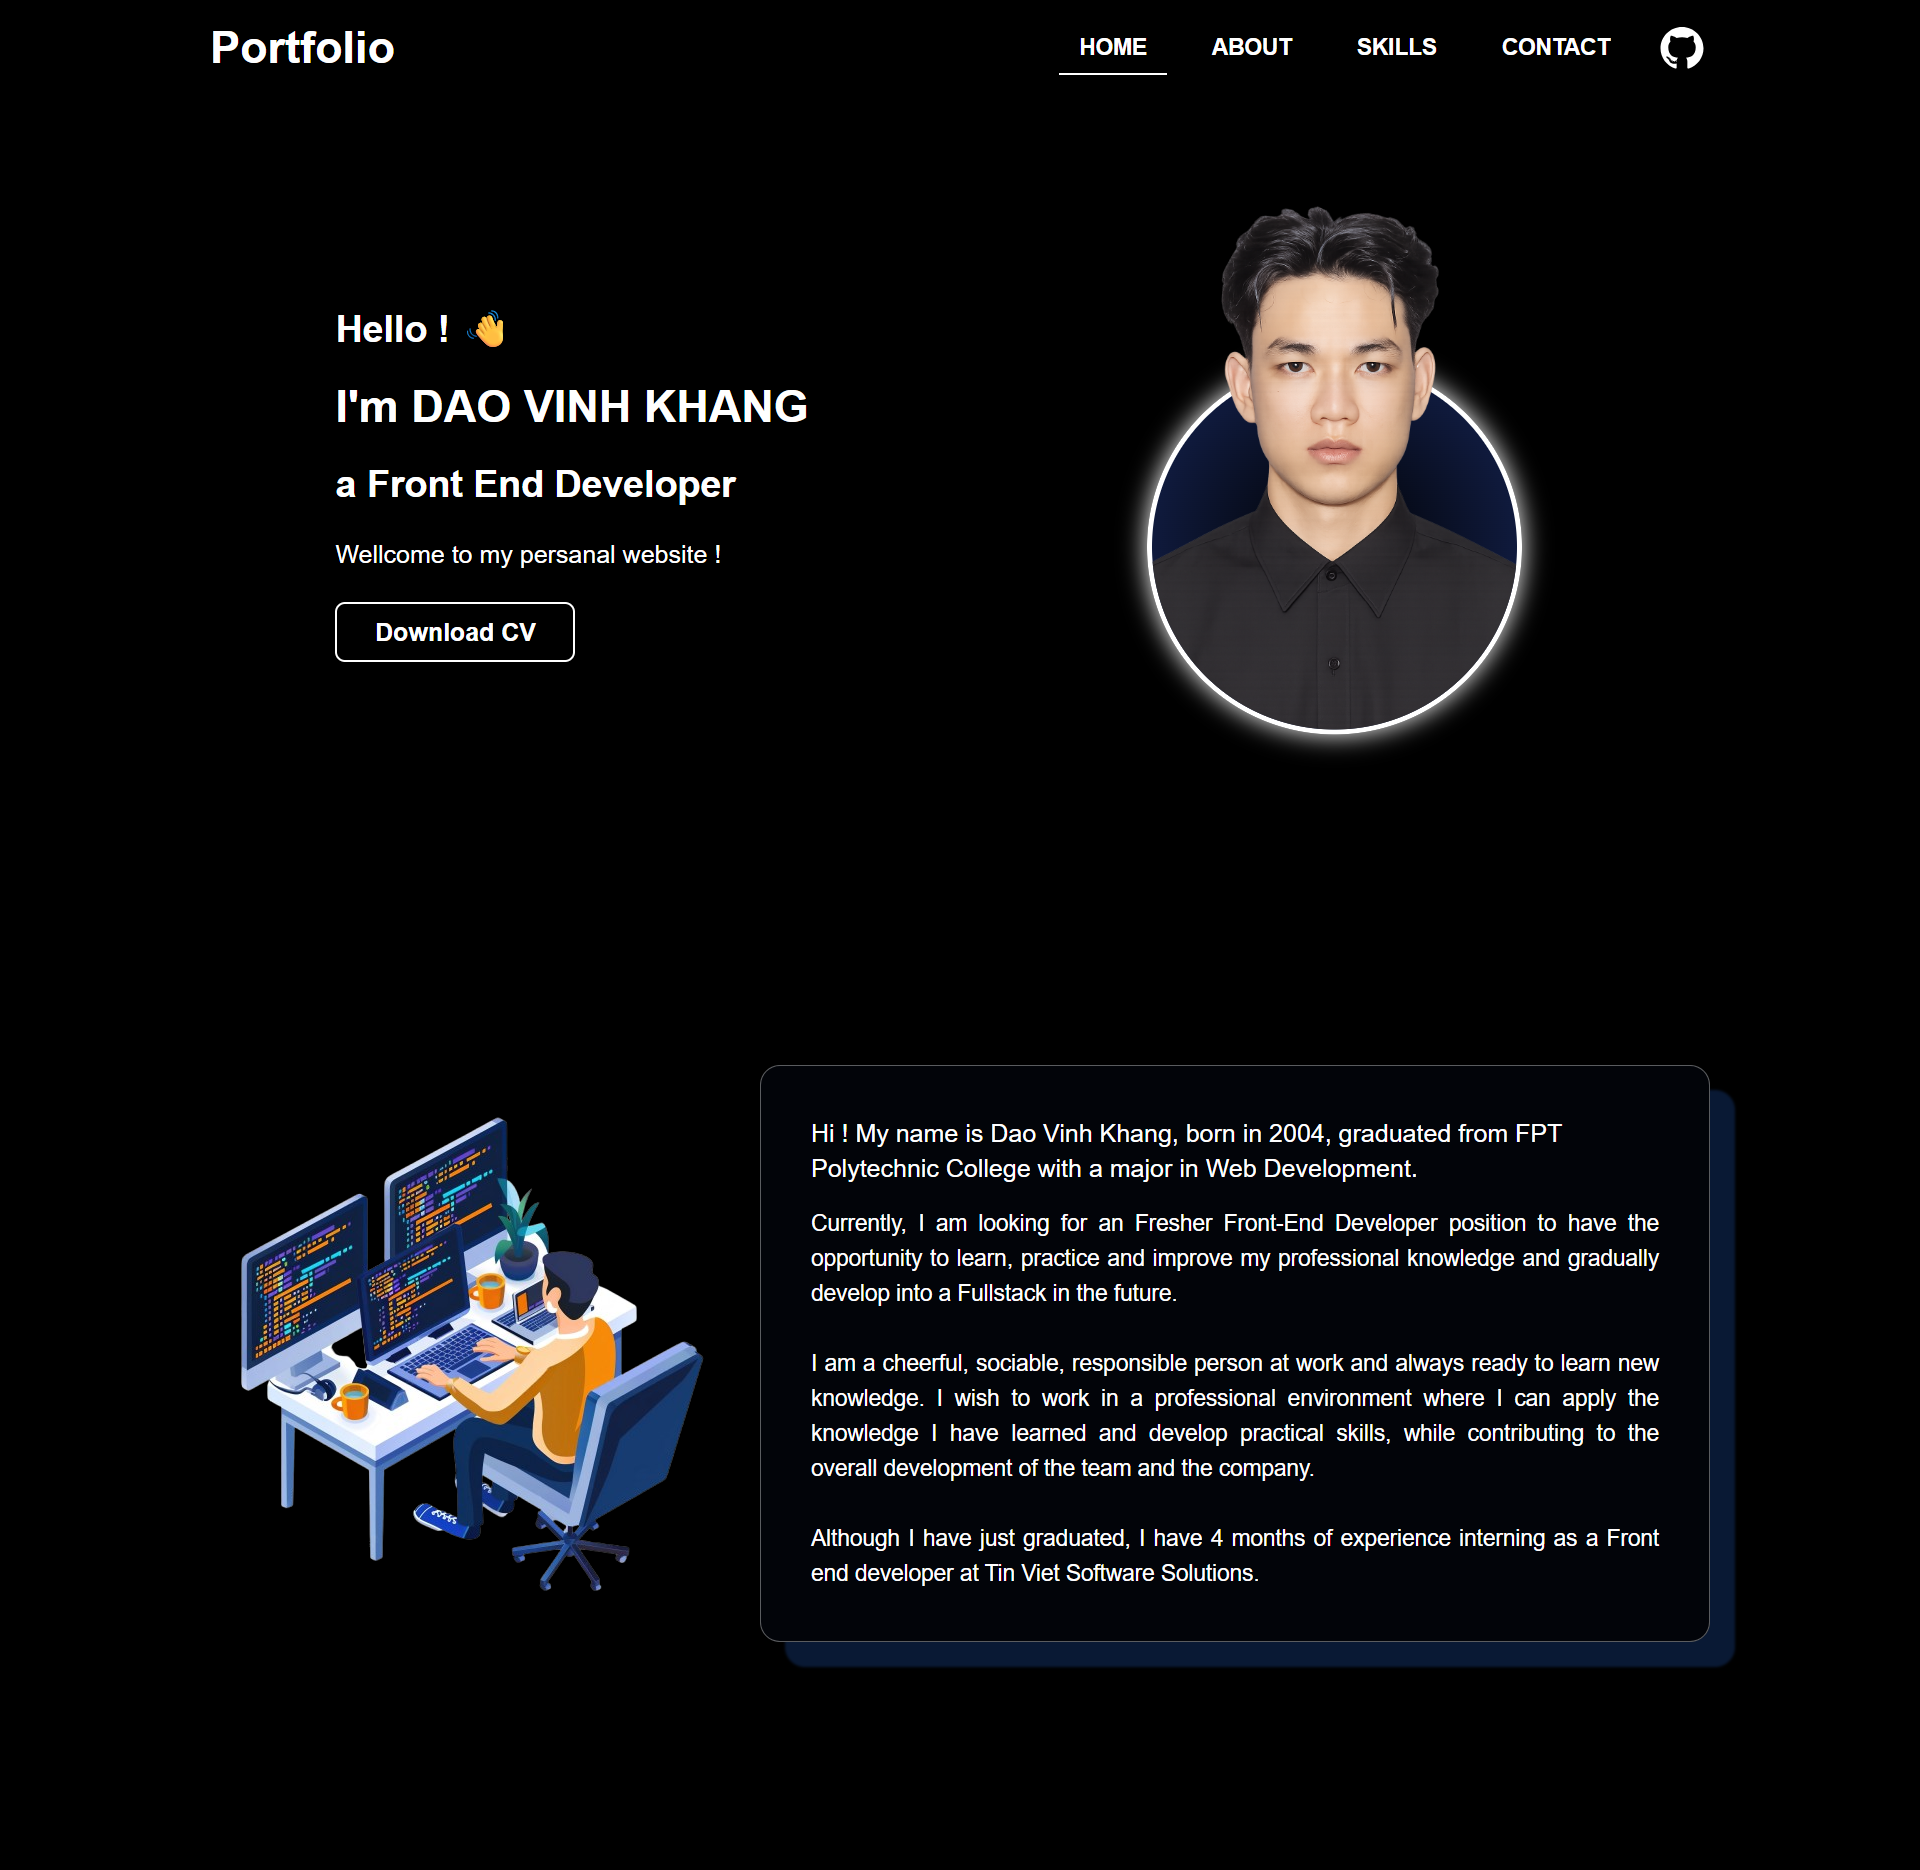 Portfolio
HOME
ABOUT
SKILLS
CONTACT
Hello ! 👋
I'm DAO VINH KHANG
a Front End Developer
Wellcome to my persanal website !
Download CV
Hi ! My name is Dao Vinh Khang, born in 2004, graduated from FPT
Polytechnic College with a major in Web Development.
Currently, I am looking for an Fresher Front-End Developer position to have the
opportunity to learn, practice and improve my professional knowledge and gradually
develop into a Fullstack in the future.
I am a cheerful, sociable, responsible person at work and always ready to learn new
knowledge. I wish to work in a professional environment where I can apply the
knowledge I have learned and develop practical skills, while contributing to the
overall development of the team and the company.
Although I have just graduated, I have 4 months of experience interning as a Front
end developer at Tin Viet Software Solutions.